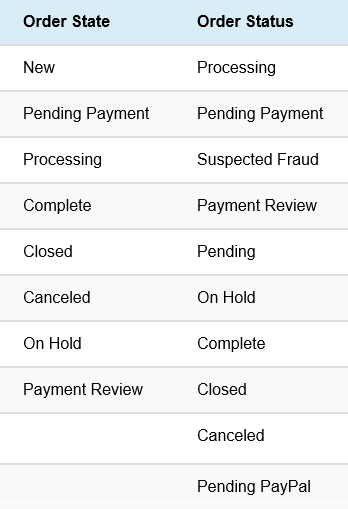 Order State Order Status
New Processing
Pending Payment Pending Payment
Processing Suspected Fraud
Complete Payment Review
Closed Pending
Canceled On Hold
On Hold Complete
Payment Review Closed
Canceled
Pending PayPal